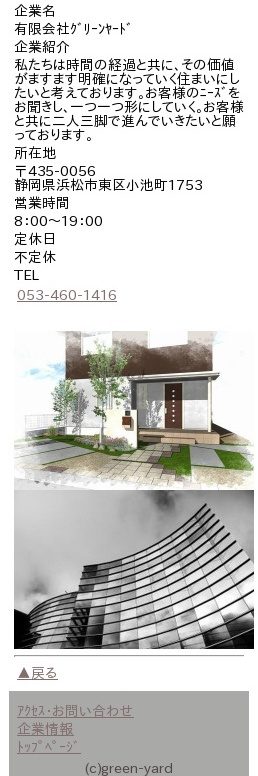 企業名
有限会社ｸﾞﾘｰﾝﾔｰﾄﾞ
企業紹介
私たちは時間の経過と共に、その価値
がますます明確になっていく住まいにし
たいと考えております。お客様のﾆｰｽﾞを
お聞きし、一つ一つ形にしていく。お客様
と共に二人三脚で進んでいきたいと願
っております。
所在地
〒435-0056
静岡県浜松市東区小池町1753
営業時間
8：00～19：00
定休日
不定休
TEL
053-460-1416
▲戻る
ｱｸｾｽ･お問い合わせ
企業情報
ﾄｯﾌﾟﾍﾟｰｼﾞ
(c)green-yard